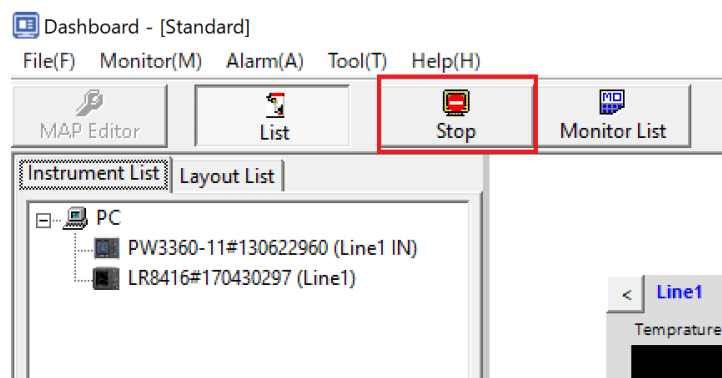 Dashboard - [Standard]
File(F) Monitor(M) Alarm(A) Tool(T) Help(H)
MAP Editor List Stop MO Monitor List
Instrument List Layout List
PC
PW3360-11#130622960 (Line1 IN)
LR8416#170430297 (Line1)
< Line1
Temprature